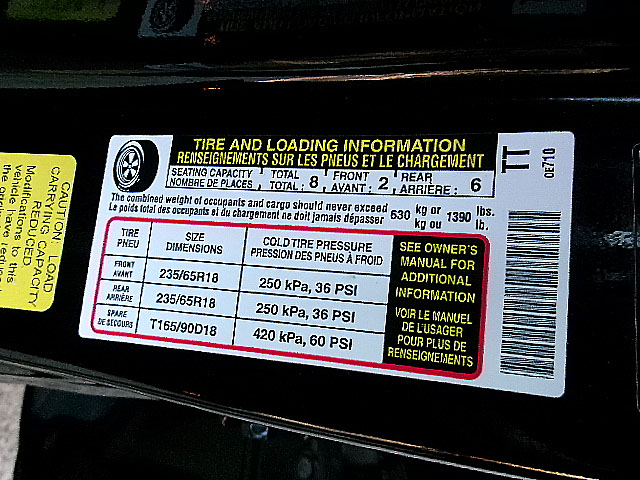 TIRE AND LOADING INFORMATION
RENSEIGNEMENTS SUR LES PNEUS ET LE CHARGEMENT
SEATING CAPACITY TOTAL FRONT REAR
NOMBRE DE PLACES TOTAL : 8 AVANT : 2 ARRIÈRE : 6
The combined weight of occupants and cargo should never exceed 630 kg or 1390 lbs.
Le poids total des occupants et du chargement ne doit jamais dépasser kg ou lb.
TIRE
PNEU
SIZE
DIMENSIONS
COLD TIRE PRESSURE
PRESSION DES PNEUS À FROID
FRONT
AVANT
235/65R18
250 kPa, 36 PSI
REAR
ARRIÈRE
235/65R18
250 kPa, 36 PSI
SPARE
DE SECOURS
T165/90D18
420 kPa, 60 PSI
SEE OWNER'S
MANUAL FOR
ADDITIONAL
INFORMATION
VOIR LE MANUEL
DE L'USAGER
POUR PLUS DE
RENSEIGNEMENTS
TT
0E710
CAUTION LOAD
CARRYING CAPACITY
REDUCED
Modifications to this
vehicle have